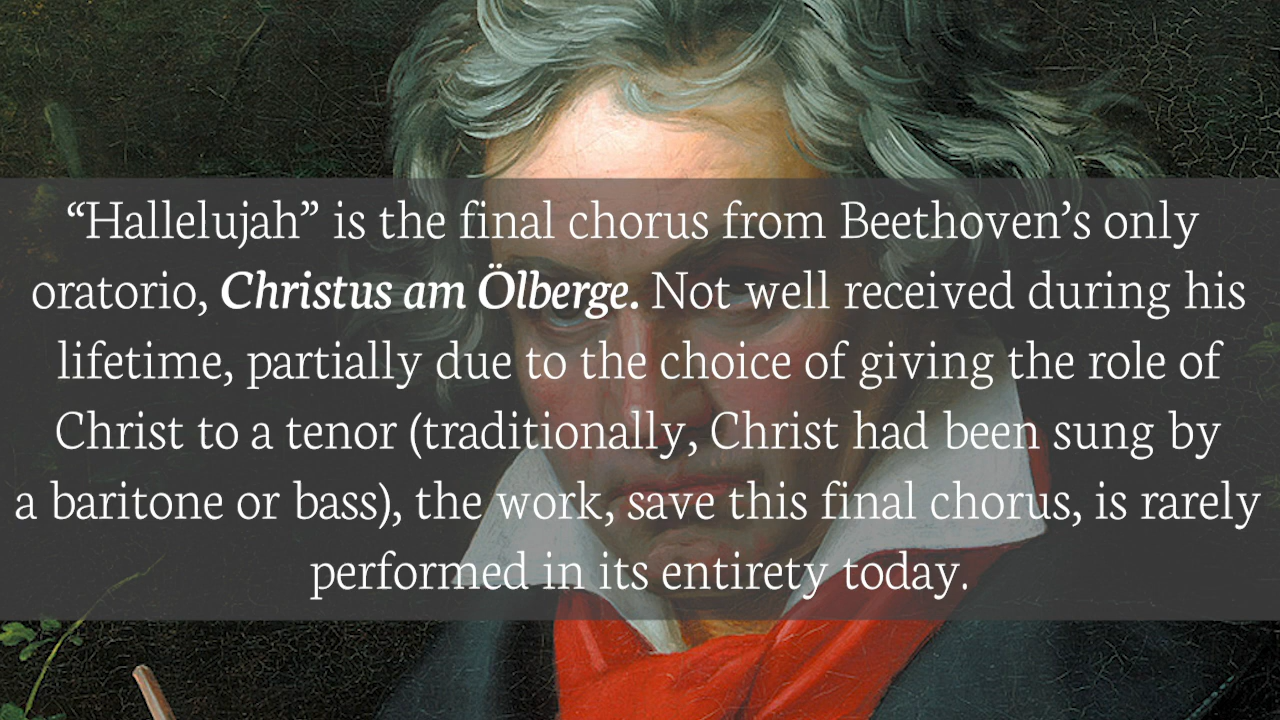 “Hallelujah” is the final chorus from Beethoven’s only
oratorio, Christus am Ölberge. Not well received during his
lifetime, partially due to the choice of giving the role of
Christ to a tenor (traditionally, Christ had been sung by
a baritone or bass), the work, save this final chorus, is rarely
performed in its entirety today.